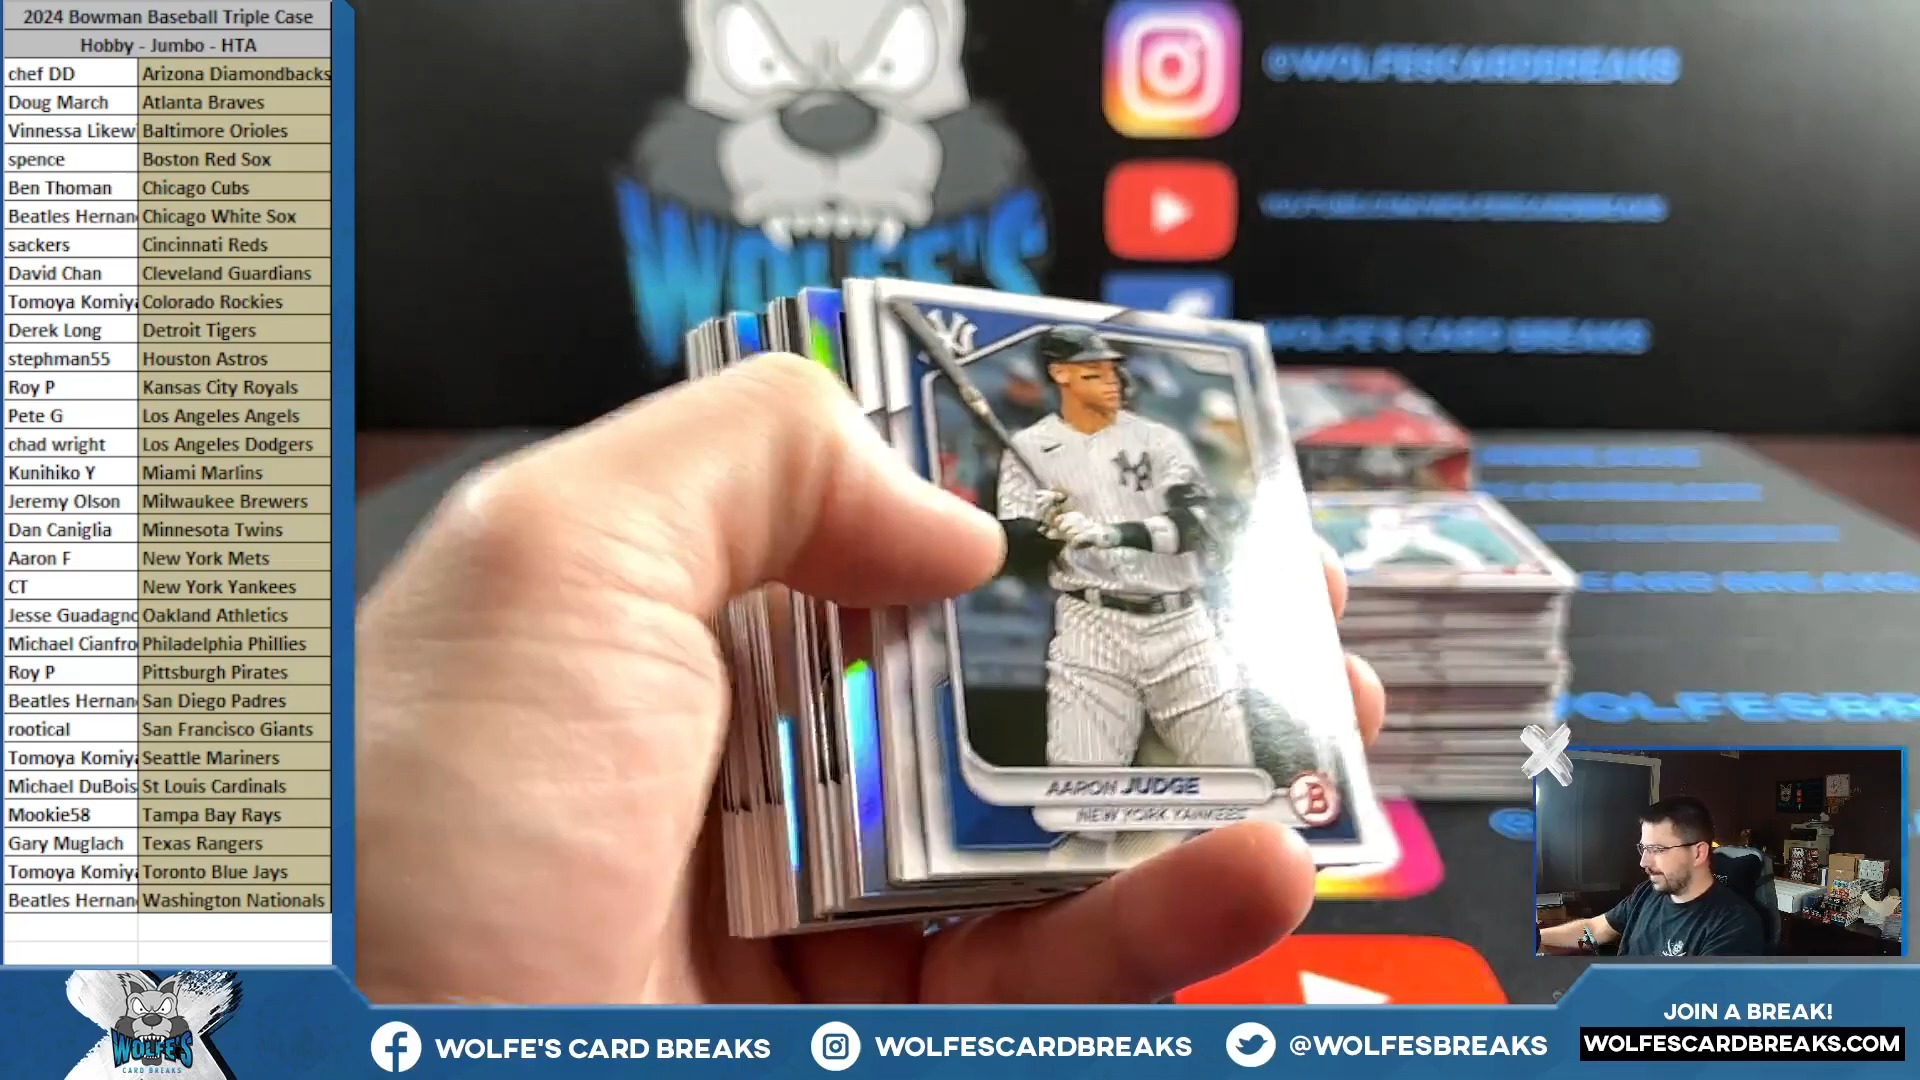 2024 Bowman Baseball Triple Case
Hobby - Jumbo - HTA
chef DD Arizona Diamondbacks
Doug March Atlanta Braves
Vinnessa Likew Baltimore Orioles
spence Boston Red Sox
Ben Thoman Chicago Cubs
Beatles Hernan Chicago White Sox
sackers Cincinnati Reds
David Chan Cleveland Guardians
Tomoya Komiya Colorado Rockies
Derek Long Detroit Tigers
stephman55 Houston Astros
Roy P Kansas City Royals
Pete G Los Angeles Angels
chad wright Los Angeles Dodgers
Kunihiko Y Miami Marlins
Jeremy Olson Milwaukee Brewers
Dan Caniglia Minnesota Twins
Aaron F New York Mets
CT New York Yankees
Jesse Guadagno Oakland Athletics
Michael Cianfro Philadelphia Phillies
Roy P Pittsburgh Pirates
Beatles Hernan San Diego Padres
rootical San Francisco Giants
Tomoya Komiya Seattle Mariners
Michael DuBois St Louis Cardinals
Mookie58 Tampa Bay Rays
Gary Muglach Texas Rangers
Tomoya Komiya Toronto Blue Jays
Beatles Hernan Washington Nationals
@WOLFESCARDBREAKS
WOLFE'S
WOLFE'S CARD BREAKS
AARON JUDGE
NEW YORK YANKEES
B
WOLFESBR
WOLFE'S
CARD BREAKS
WOLFE'S CARD BREAKS
WOLFESCARDBREAKS
@WOLFESBREAKS
JOIN A BREAK!
WOLFESCARDBREAKS.COM